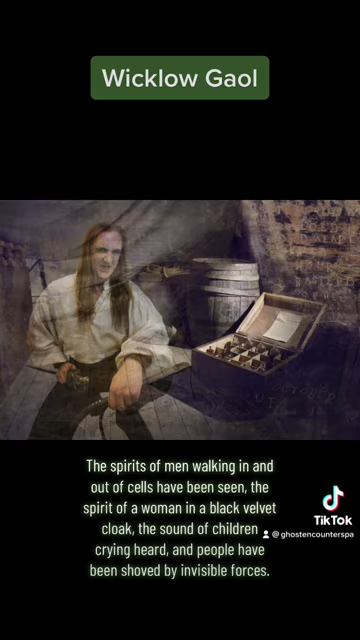 Wicklow Gaol
The spirits of men walking in and
out of cells have been seen, the
spirit of a woman in a black velvet
cloak, the sound of children
crying heard, and people have
been shoved by invisible forces.
TikTok
@ghostencounterspa